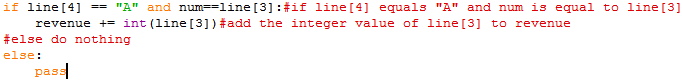 if line[4] == "A" and num==line[3]:#if line[4] equals "A" and num is equal to line[3]
    revenue += int(line[3])#add the integer value of line[3] to revenue
#else do nothing
else:
    pass